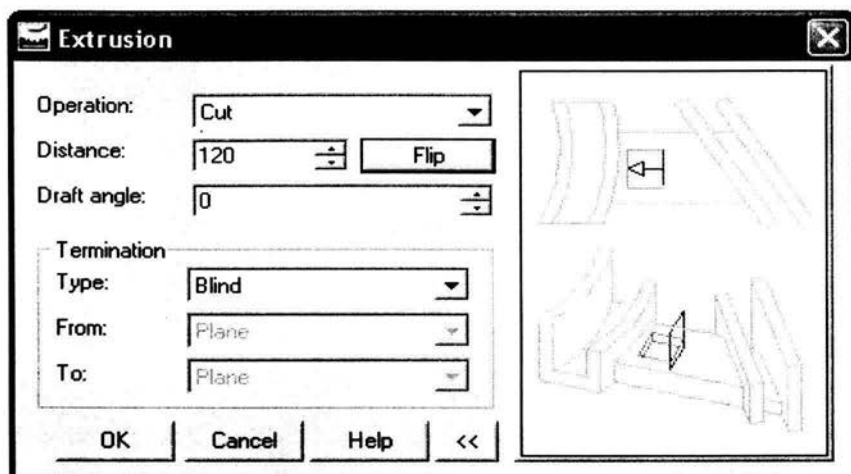 Extrusion
Operation: Cut
Distance: 120 Flip
Draft angle: 0
Termination
Type: Blind
From: Plane
To: Plane
OK Cancel Help <<